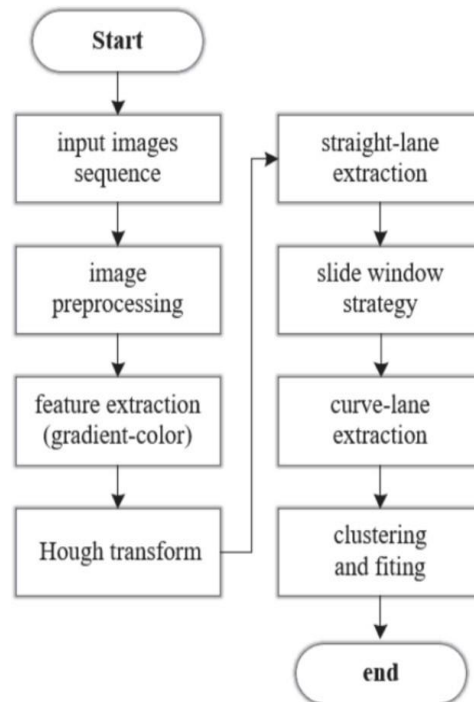 Start
input images
sequence
image
preprocessing
feature extraction
(gradient-color)
Hough transform
straight-lane
extraction
slide window
strategy
curve-lane
extraction
clustering
and fiting
end